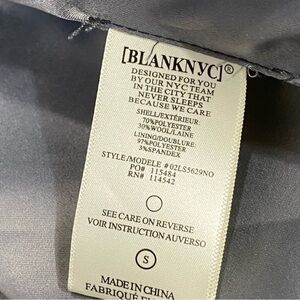 [BLANKNYC]®
DESIGNED FOR YOU
BY OUR NYC TEAM
IN THE CITY THAT
NEVER SLEEPS
BECAUSE WE CARE
SHELL/EXTÉRIEUR:
70%POLYESTER
30%WOOL/LAINE
LINING/DOUBLURE:
97%POLYESTER
3%SPANDEX
STYLE/MODELE #02LS5629NO
PO# 115484
RN# 114542
SEE CARE ON REVERSE
VOIR INSTRUCTION AUVERSO
S
MADE IN CHINA
FABRIQUÉ